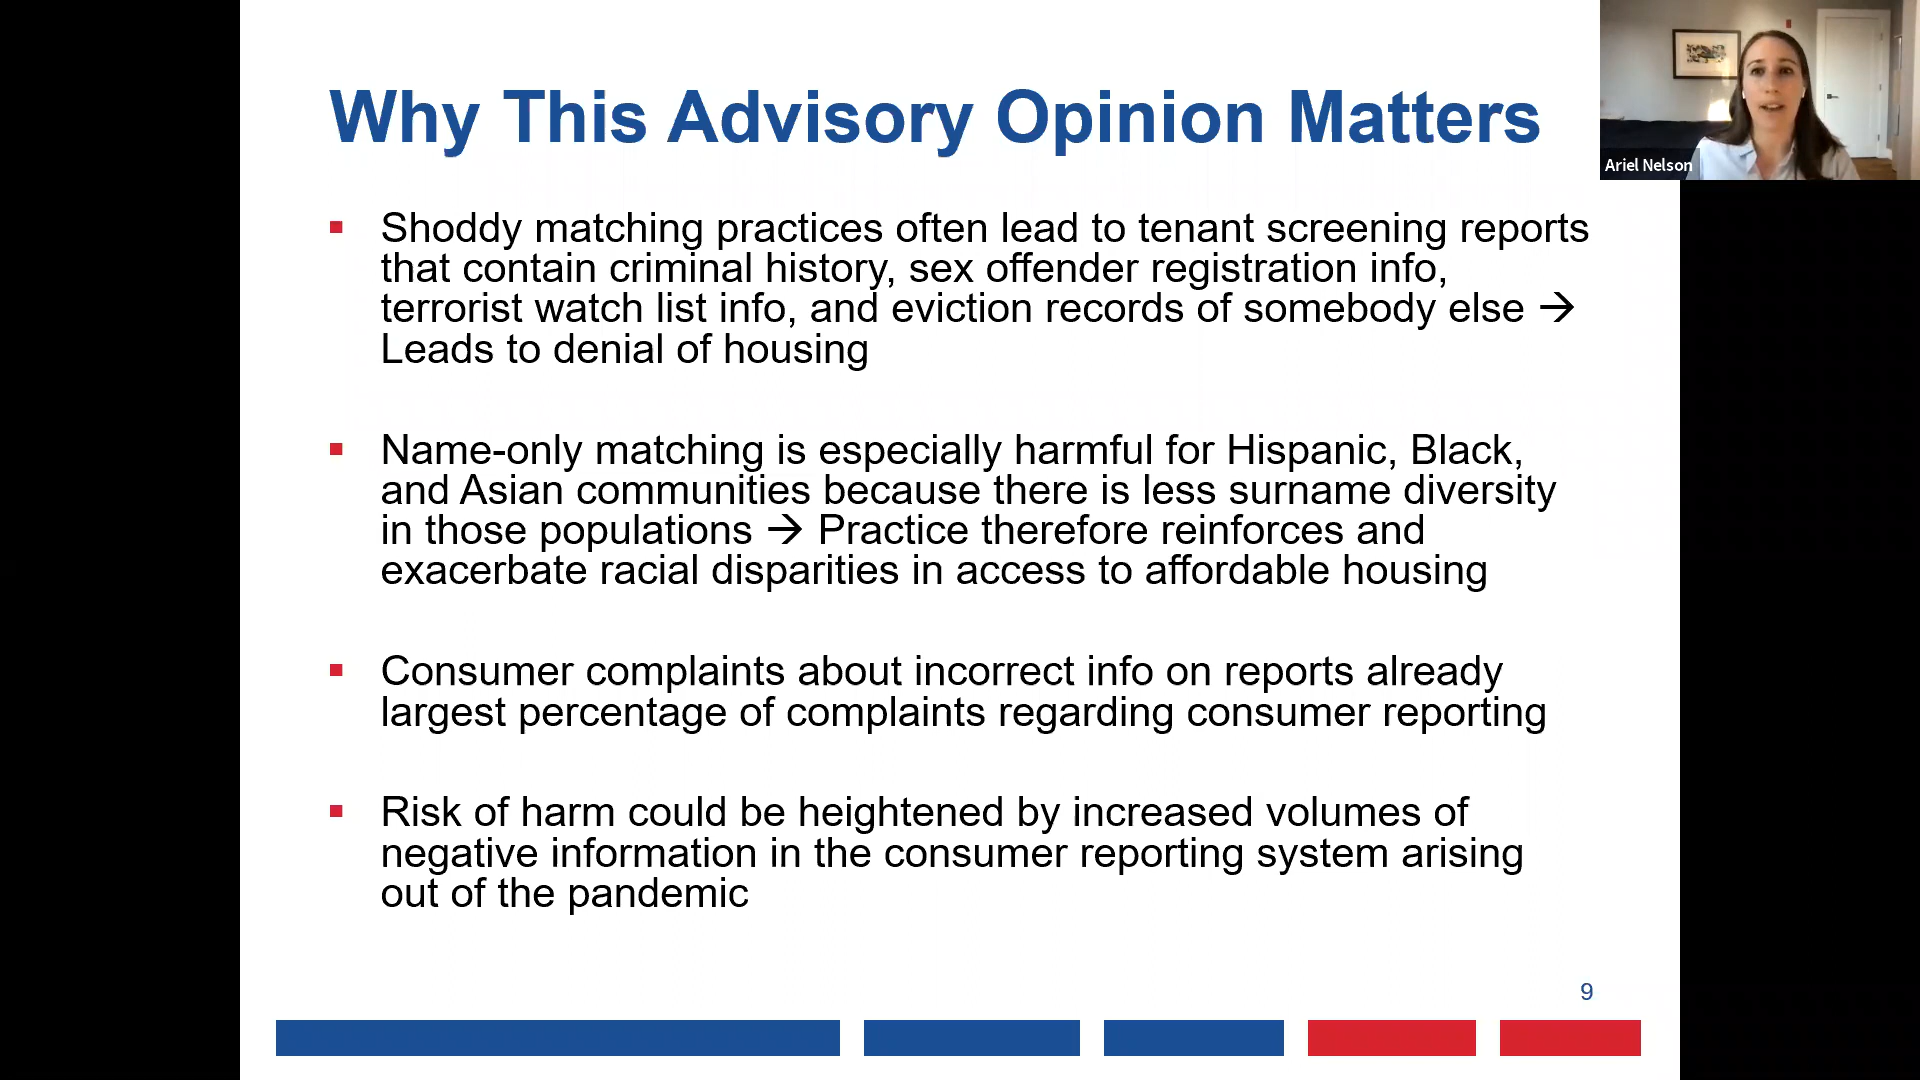 Why This Advisory Opinion Matters
Ariel Nelson
▪ Shoddy matching practices often lead to tenant screening reports
that contain criminal history, sex offender registration info,
terrorist watch list info, and eviction records of somebody else →
Leads to denial of housing
▪ Name-only matching is especially harmful for Hispanic, Black,
and Asian communities because there is less surname diversity
in those populations → Practice therefore reinforces and
exacerbate racial disparities in access to affordable housing
▪ Consumer complaints about incorrect info on reports already
largest percentage of complaints regarding consumer reporting
▪ Risk of harm could be heightened by increased volumes of
negative information in the consumer reporting system arising
out of the pandemic
9